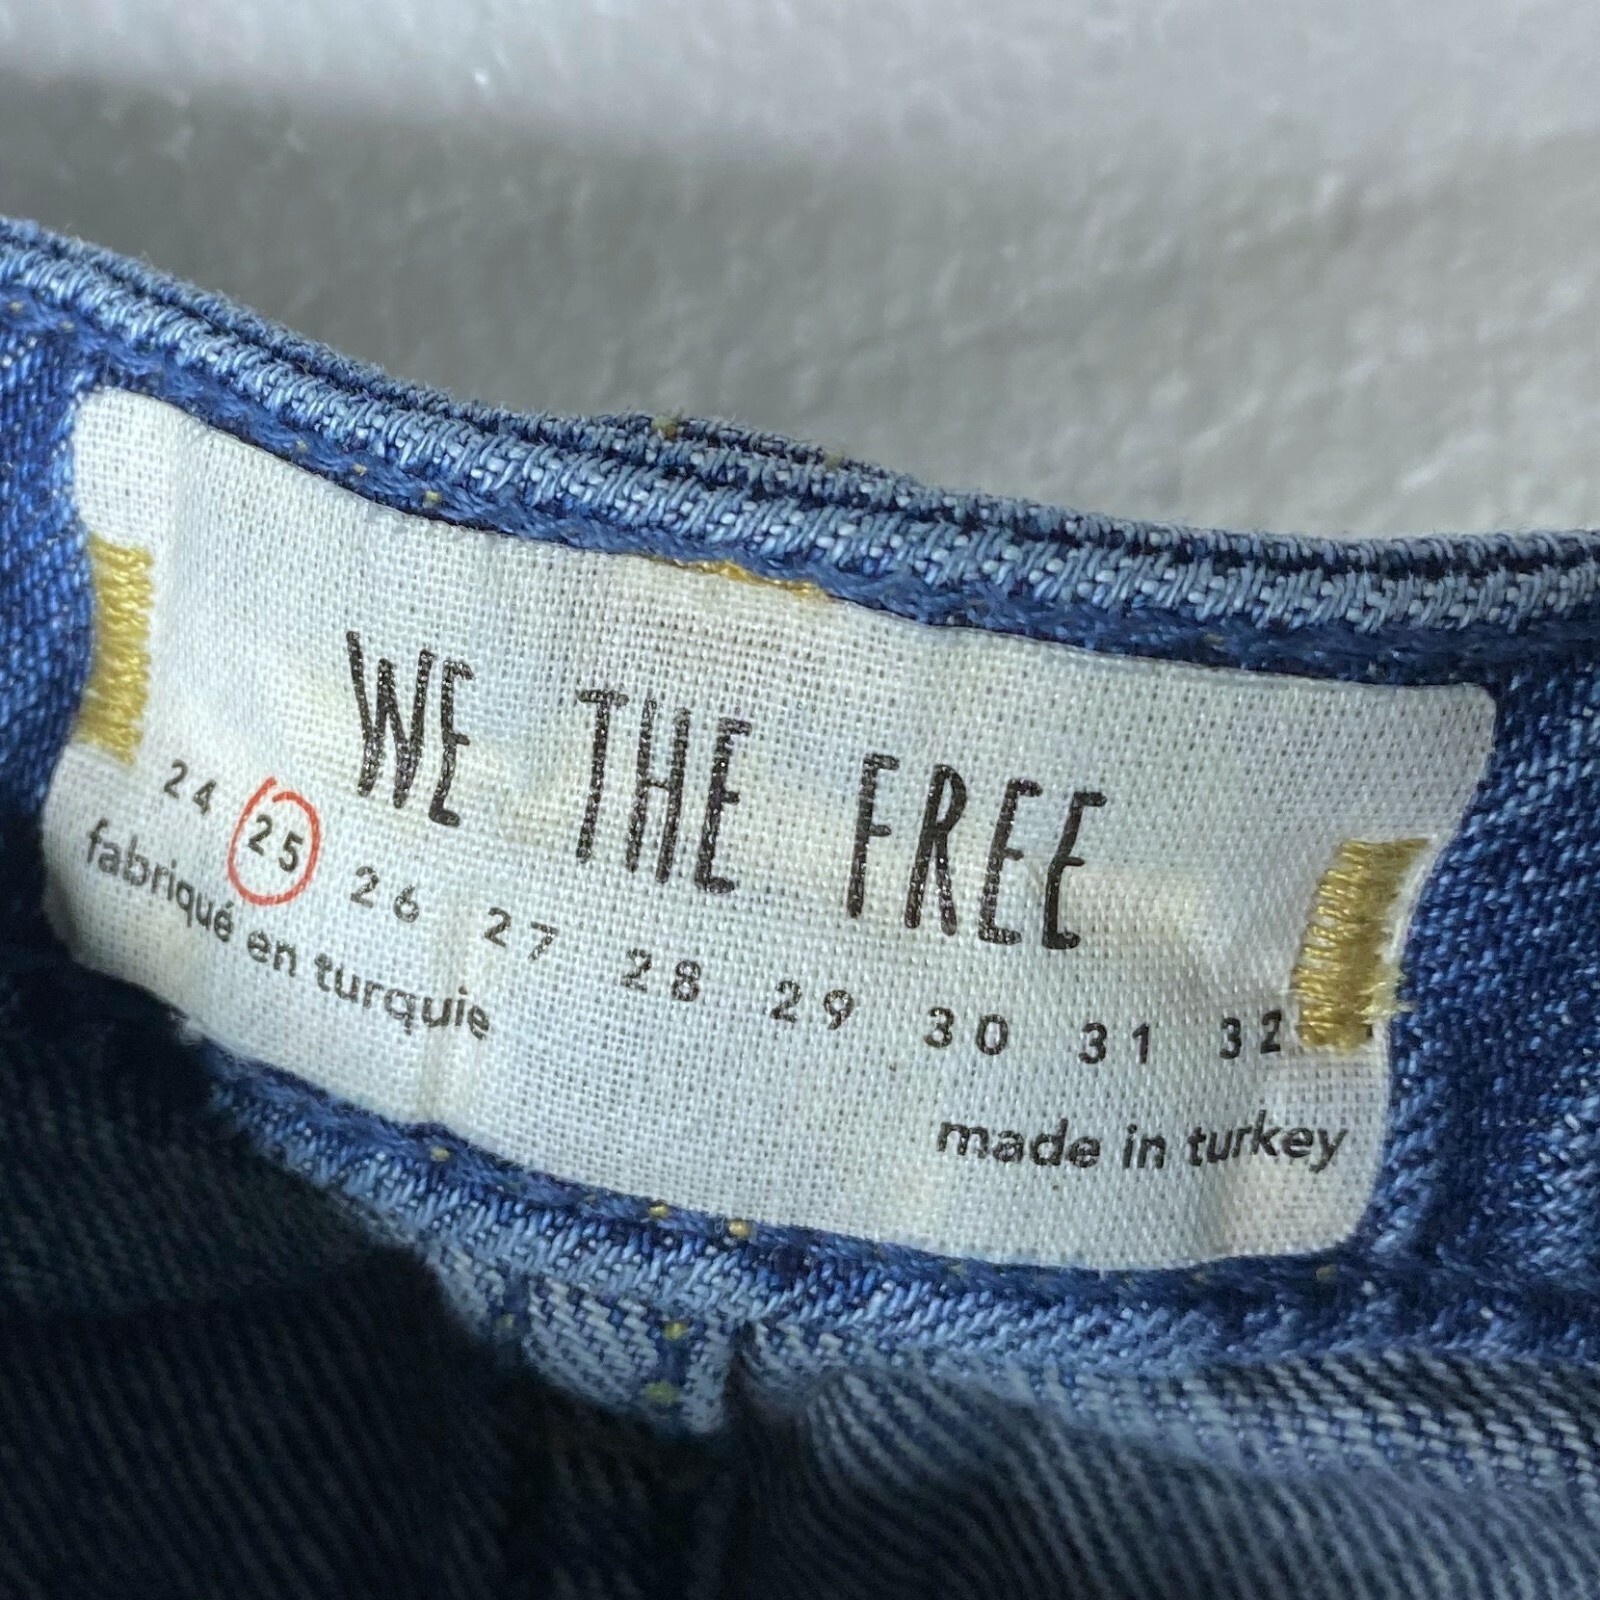 WE THE FREE
24 25 26 27 28 29 30 31 32
fabriqué en turquie
made in turkey